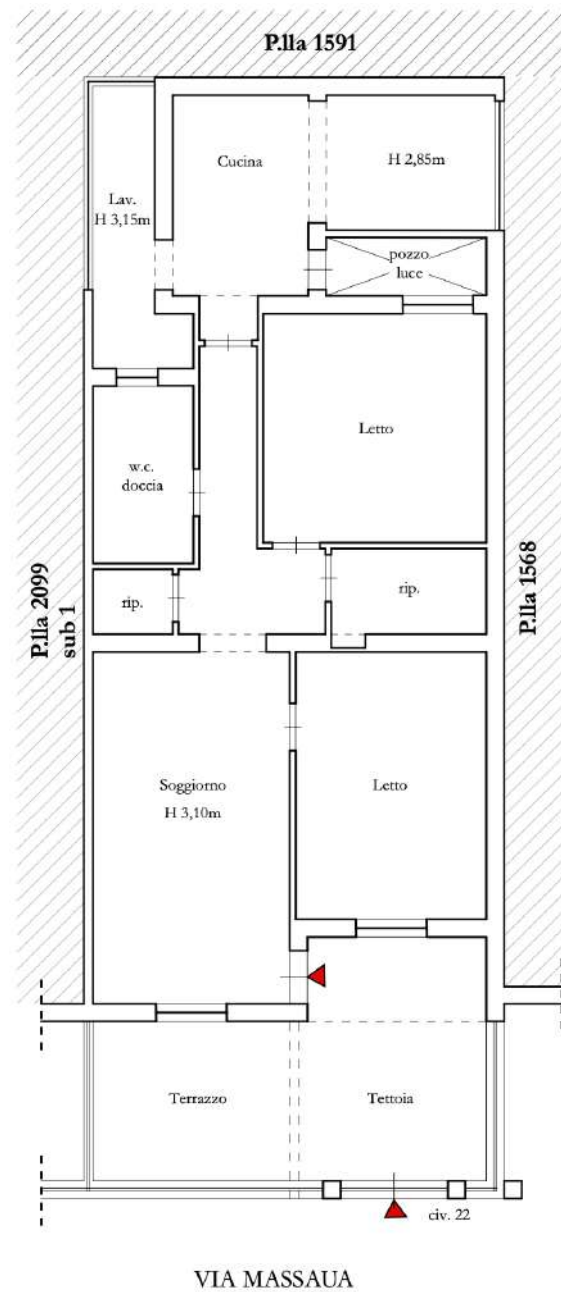 P.lla 1591
Cucina
H 2,85m
Lav.
H 3,15m
pozzo
luce
Letto
w.c.
doccia
P.lla 2099
sub 1
rip.
rip.
P.lla 1568
Soggiorno
H 3,10m
Letto
Terrazzo
Tettoia
civ. 22
VIA MASSAUA